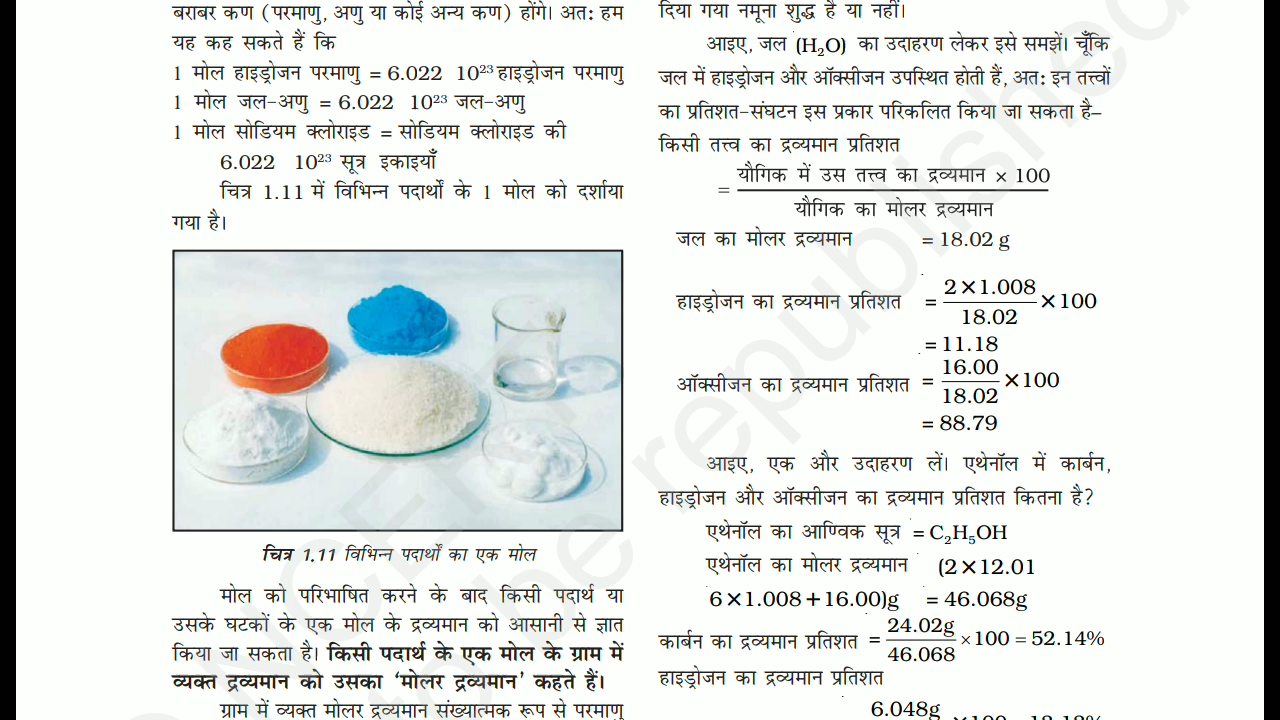 बराबर कण (परमाणु, अणु या कोई अन्य कण) होंगे। अत: हम
यह कह सकते हैं कि
1 मोल हाइड्रोजन परमाणु = 6.022 10²³ हाइड्रोजन परमाणु
1 मोल जल-अणु = 6.022 10²³ जल-अणु
1 मोल सोडियम क्लोराइड = सोडियम क्लोराइड की
6.022 10²³ सूत्र इकाइयाँ
चित्र 1.11 में विभिन्न पदार्थों के 1 मोल को दर्शाया
गया है।
चित्र 1.11 विभिन्न पदार्थों का एक मोल
मोल को परिभाषित करने के बाद किसी पदार्थ या
उसके घटकों के एक मोल के द्रव्यमान को आसानी से ज्ञात
किया जा सकता है। किसी पदार्थ के एक मोल के ग्राम में
व्यक्त द्रव्यमान को उसका ‘मोलर द्रव्यमान’ कहते हैं।
ग्राम में व्यक्त मोलर द्रव्यमान संख्यात्मक रूप से परमाणु
दिया गया नमूना शुद्ध है या नहीं।
आइए, जल (H₂O) का उदाहरण लेकर इसे समझें। चूँकि
जल में हाइड्रोजन और ऑक्सीजन उपस्थित होती हैं, अत: इन तत्त्वों
का प्रतिशत-संघटन इस प्रकार परिकलित किया जा सकता है–
किसी तत्त्व का द्रव्यमान प्रतिशत
= यौगिक में उस तत्त्व का द्रव्यमान × 100
यौगिक का मोलर द्रव्यमान
जल का मोलर द्रव्यमान = 18.02 g
हाइड्रोजन का द्रव्यमान प्रतिशत = 2×1.008
18.02 ×100
= 11.18
ऑक्सीजन का द्रव्यमान प्रतिशत = 16.00
18.02 ×100
= 88.79
आइए, एक और उदाहरण लें। एथेनॉल में कार्बन,
हाइड्रोजन और ऑक्सीजन का द्रव्यमान प्रतिशत कितना है?
एथेनॉल का आण्विक सूत्र = C₂H₅OH
एथेनॉल का मोलर द्रव्यमान (2×12.01
6×1.008+16.00)g = 46.068g
कार्बन का द्रव्यमान प्रतिशत = 24.02g
46.068 ×100 = 52.14%
हाइड्रोजन का द्रव्यमान प्रतिशत
6.048g